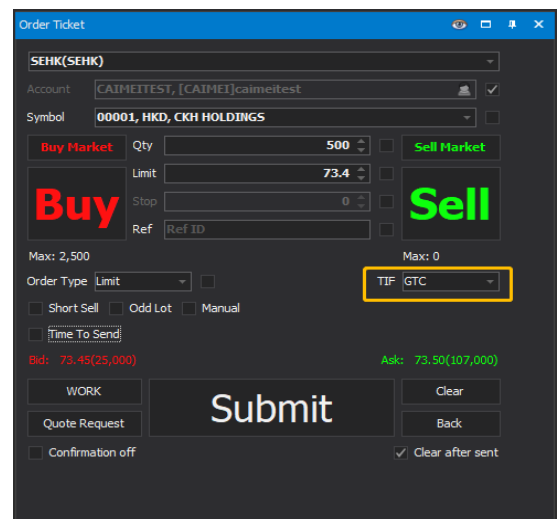 Order Ticket
SEHK(SEHK)
Account CAIMEITEST, [CAIMEI]caimeitest
Symbol 00001, HKD, CKH HOLDINGS
Buy Market Qty 500 Sell Market
Limit 73.4
Buy Stop 0 Sell
Ref Ref ID
Max: 2,500 Max: 0
Order Type Limit TIF GTC
Short Sell Odd Lot Manual
Time To Send
Bid: 73.45(25,000) Ask: 73.50(107,000)
WORK Submit Clear
Quote Request Back
Confirmation off Clear after sent